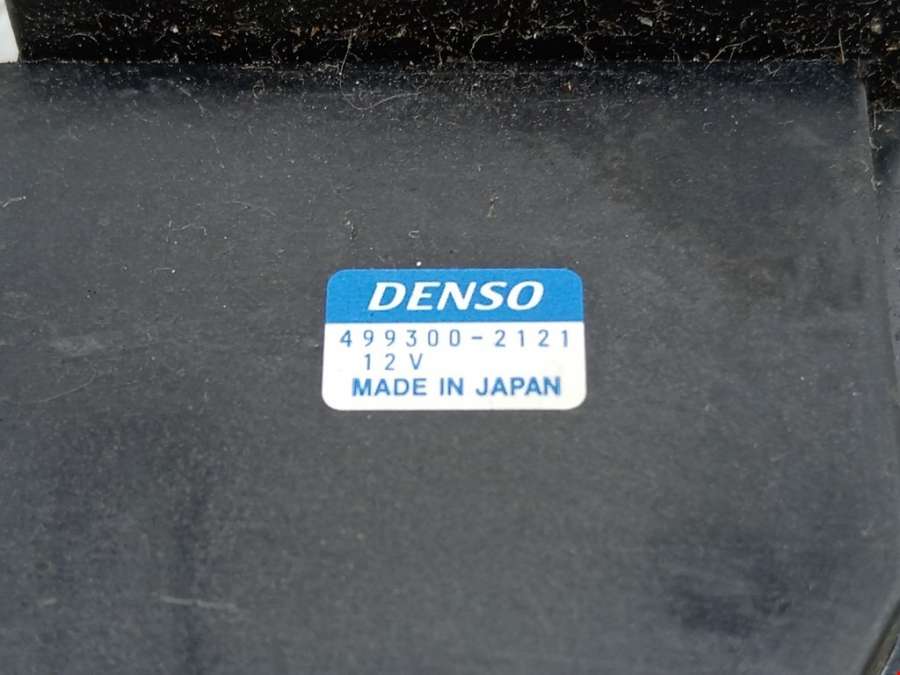 DENSO
499300-2121
12V
MADE IN JAPAN